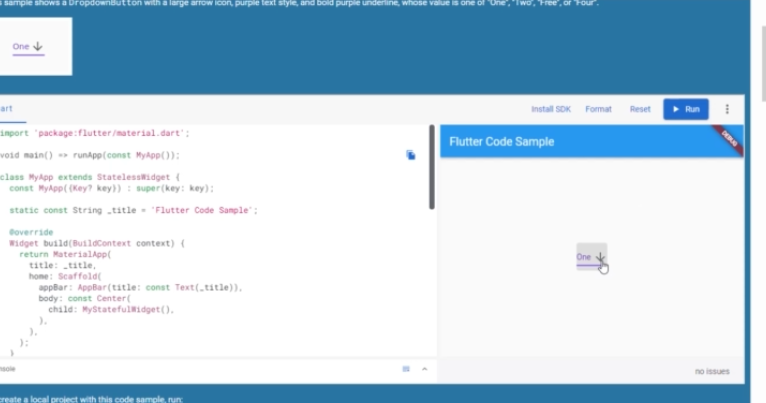 sample shows a DropdownButton with a large arrow icon, purple text style, and bold purple underline, whose value is one of "One", "Two", "Free", or "Four".
One
art
Install SDK Format Reset Run
import 'package:flutter/material.dart';
void main() => runApp(const MyApp());
class MyApp extends StatelessWidget {
const MyApp({Key? key}) : super(key: key);
static const String _title = 'Flutter Code Sample';
@override
Widget build(BuildContext context) {
return MaterialApp(
title: _title,
home: Scaffold(
appBar: AppBar(title: const Text(_title)),
body: const Center(
child: MyStatefulWidget(),
),
),
);
}
Flutter Code Sample
DEBUG
One
nsole
no issues
create a local project with this code sample, run: